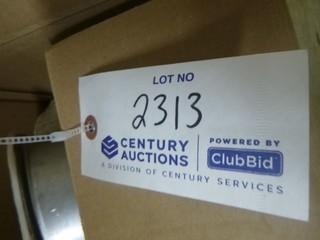 LOT NO
2313
CENTURY AUCTIONS
POWERED BY
ClubBid
A DIVISION OF CENTURY SERVICES